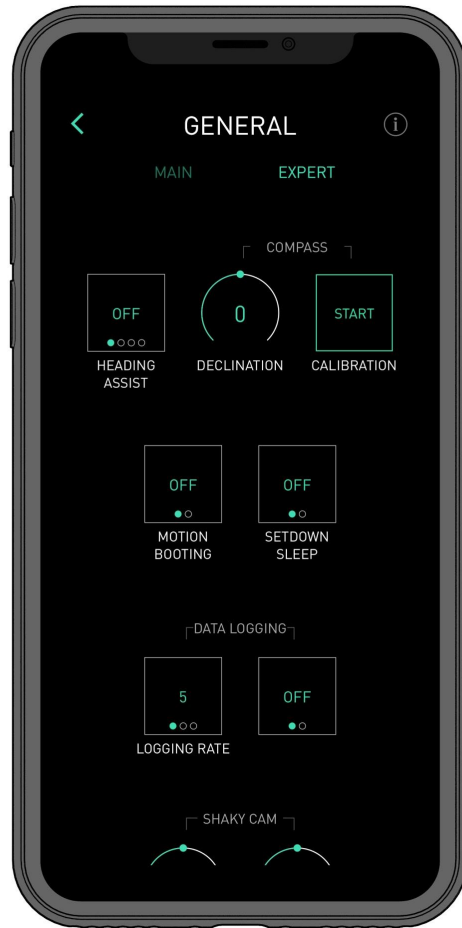 GENERAL
i
MAIN EXPERT
COMPASS
OFF 0 START
HEADING DECLINATION CALIBRATION
ASSIST
OFF OFF
MOTION SETDOWN
BOOTING SLEEP
DATA LOGGING
5 OFF
LOGGING RATE
SHAKY CAM